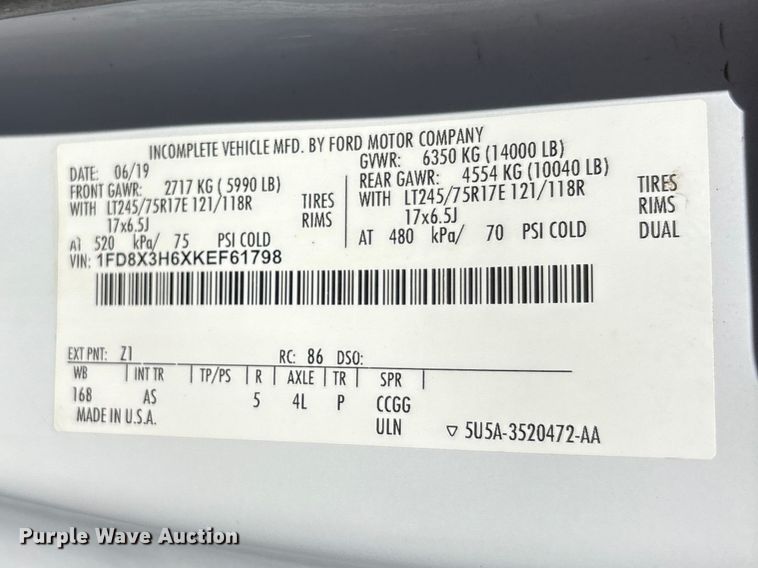 INCOMPLETE VEHICLE MFD. BY FORD MOTOR COMPANY
DATE: 06/19
GVWR: 6350 KG (14000 LB)
FRONT GAWR: 2717 KG (5990 LB)
REAR GAWR: 4554 KG (10040 LB)
WITH LT245/75R17E 121/118R TIRES
WITH LT245/75R17E 121/118R TIRES
17x6.5J RIMS
17x6.5J RIMS
AT 520 kPa/ 75 PSI COLD
AT 480 kPa/ 70 PSI COLD DUAL
VIN: 1FD8X3H6XKEF61798
EXT PNT: Z1 RC: 86 DSO:
WB INT TR TP/PS R AXLE TR SPR
168 AS 5 4L P CCGG
MADE IN U.S.A. ULN ▽ 5U5A-3520472-AA
Purple Wave Auction